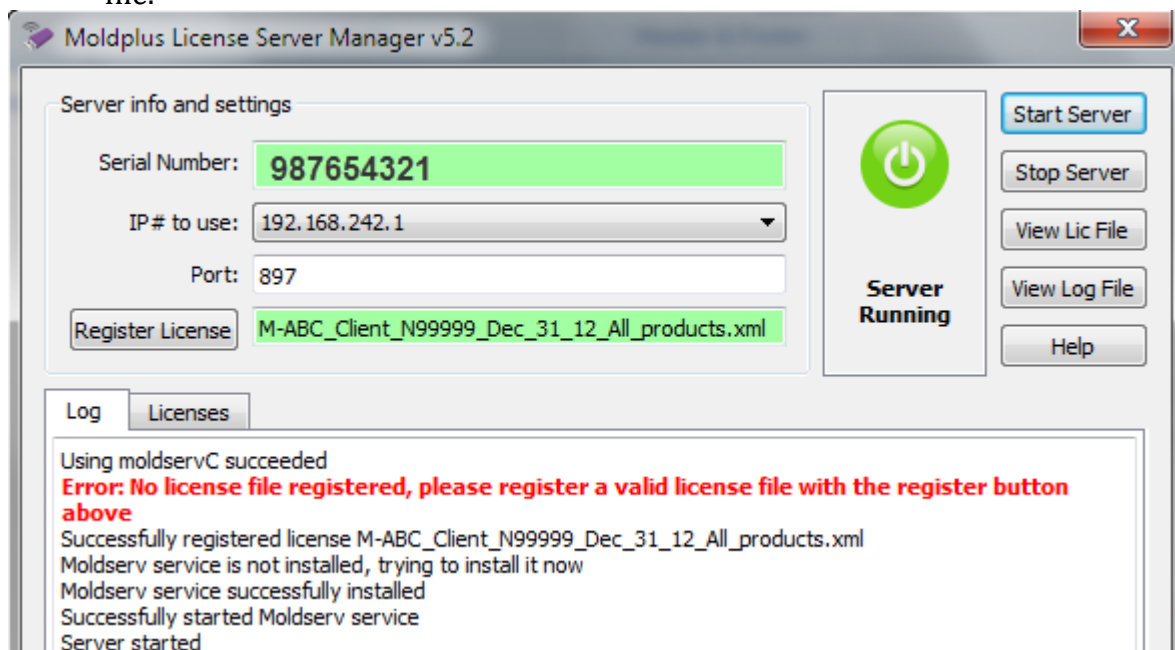 file.
Moldplus License Server Manager v5.2
X
Server info and settings
Serial Number: 987654321
IP# to use: 192.168.242.1
Port: 897
Register License M-ABC_Client_N99999_Dec_31_12_All_products.xml
Server
Running
Start Server
Stop Server
View Lic File
View Log File
Help
Log Licenses
Using moldservC succeeded
Error: No license file registered, please register a valid license file with the register button
above
Successfully registered license M-ABC_Client_N99999_Dec_31_12_All_products.xml
Moldserv service is not installed, trying to install it now
Moldserv service successfully installed
Successfully started Moldserv service
Server started